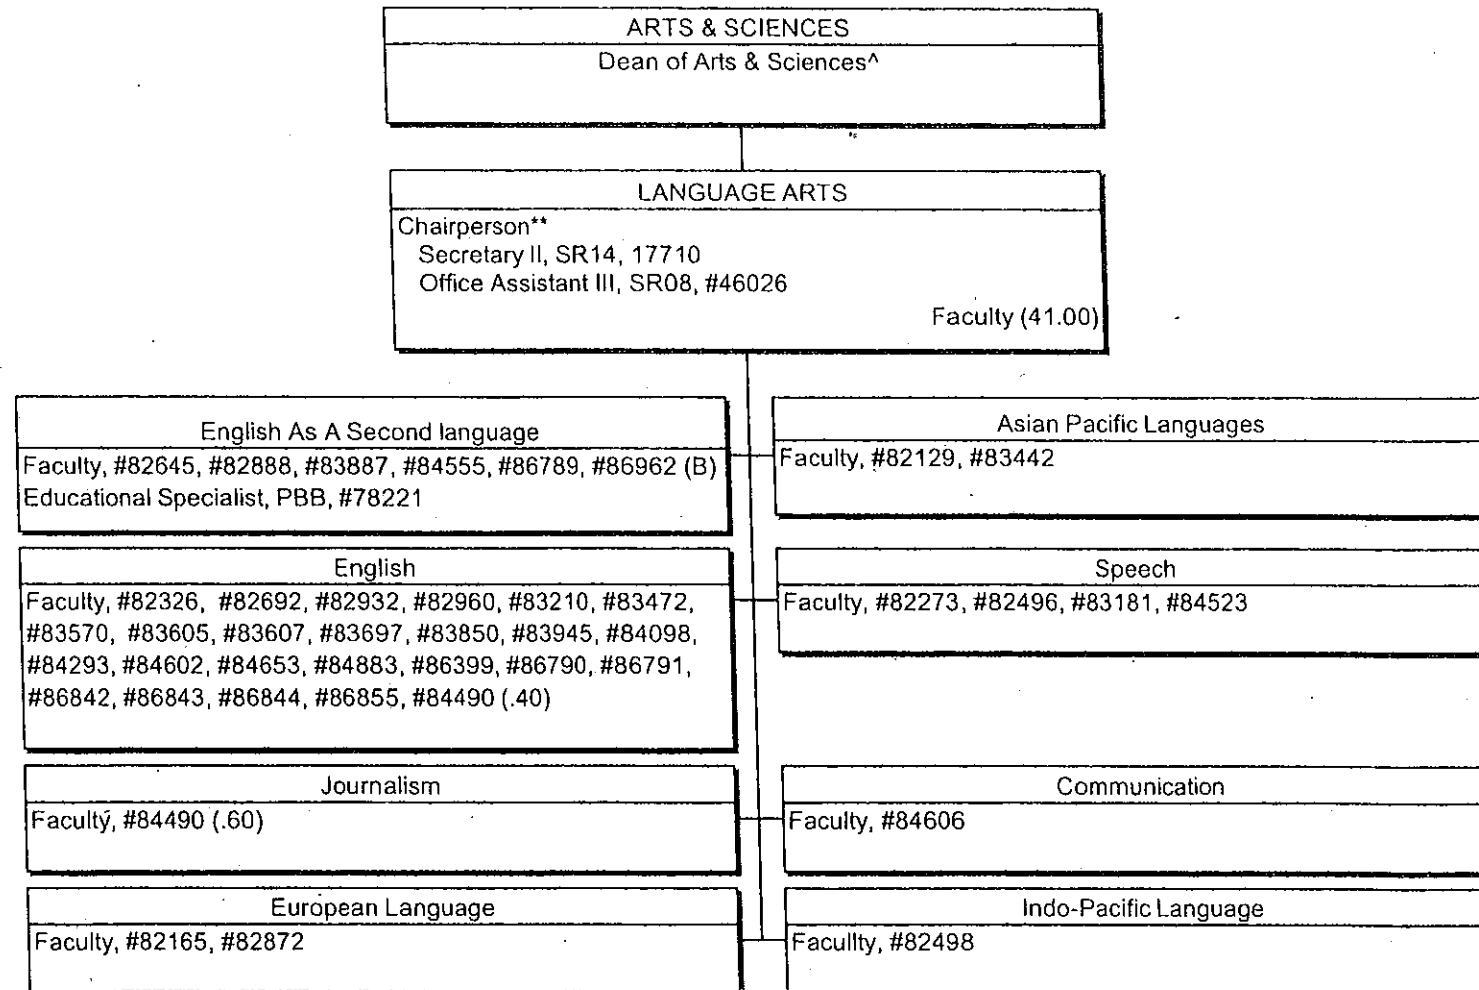 ARTS & SCIENCES
Dean of Arts & Sciences^
LANGUAGE ARTS
Chairperson**
Secretary II, SR14, 17710
Office Assistant III, SR08, #46026
Faculty (41.00)
English As A Second language
Faculty, #82645, #82888, #83887, #84555, #86789, #86962 (B)
Educational Specialist, PBB, #78221
Asian Pacific Languages
Faculty, #82129, #83442
English
Faculty, #82326, #82692, #82932, #82960, #83210, #83472,
#83570, #83605, #83607, #83697, #83850, #83945, #84098,
#84293, #84602, #84653, #84883, #86399, #86790, #86791,
#86842, #86843, #86844, #86855, #84490 (.40)
Speech
Faculty, #82273, #82496, #83181, #84523
Journalism
Faculty, #84490 (.60)
Communication
Faculty, #84606
European Language
Faculty, #82165, #82872
Indo-Pacific Language
Facullty, #82498